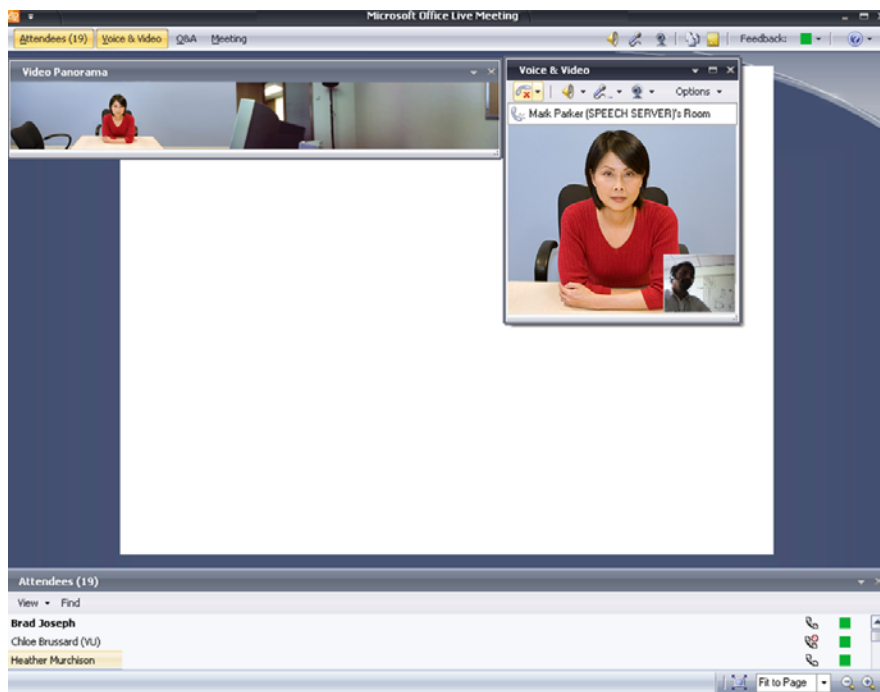 Microsoft Office Live Meeting
Attendees (19) Voice & Video Q&A Meeting Feedback:
Video Panorama
Voice & Video
Options
Mark Parker (SPEECH SERVER)'s Room
Attendees (19)
View Find
Brad Joseph
Chloe Brussard (VU)
Heather Murchison
Fit to Page